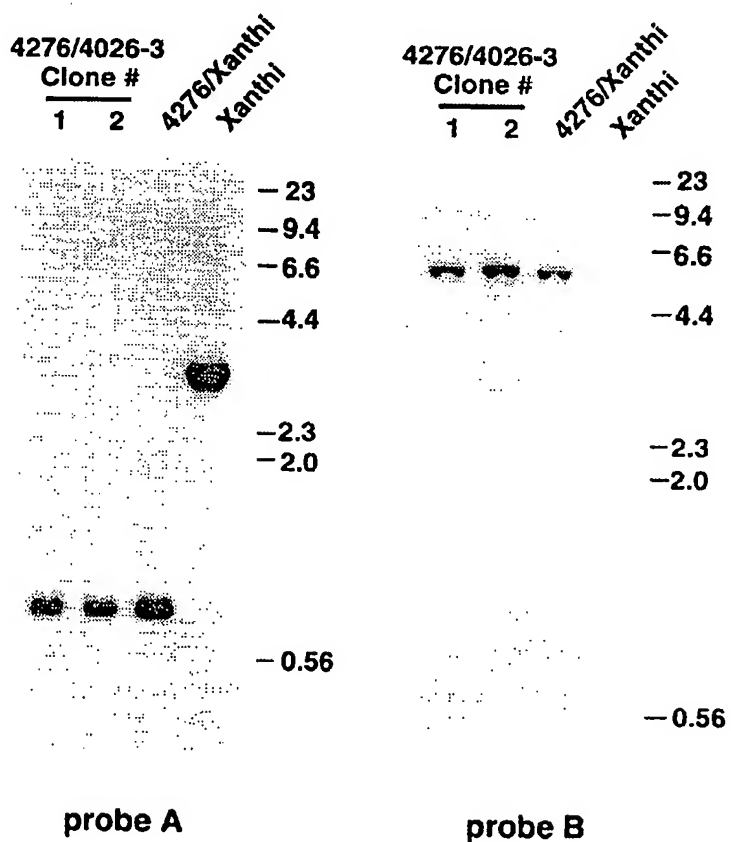 4276/4026-3
Clone #
1 2
4276/Xanthi
Xanthi
–23
–9.4
–6.6
–4.4
–2.3
–2.0
–0.56
probe A
4276/4026-3
Clone #
1 2
4276/Xanthi
Xanthi
–23
–9.4
–6.6
–4.4
–2.3
–2.0
–0.56
probe B